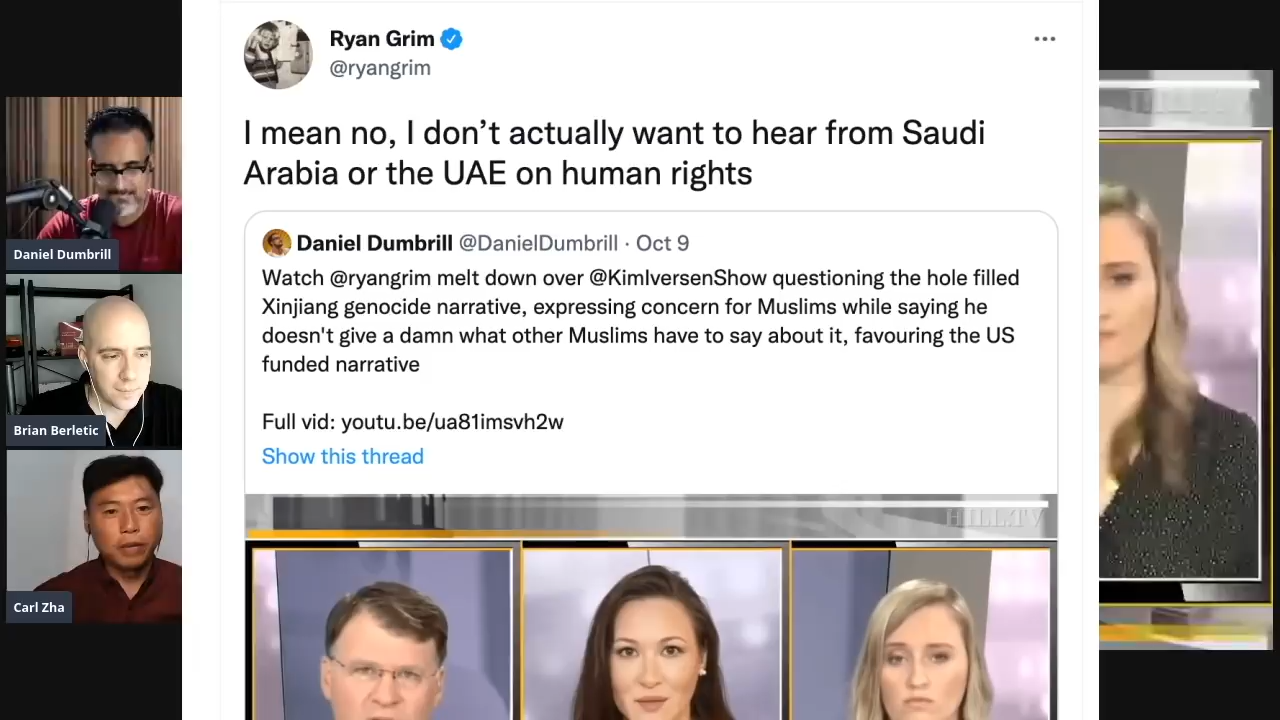 Ryan Grim
@ryangrim
I mean no, I don’t actually want to hear from Saudi
Arabia or the UAE on human rights
Daniel Dumbrill @DanielDumbrill · Oct 9
Watch @ryangrim melt down over @KimIversenShow questioning the hole filled
Xinjiang genocide narrative, expressing concern for Muslims while saying he
doesn't give a damn what other Muslims have to say about it, favouring the US
funded narrative
Full vid: youtu.be/ua81imsvh2w
Show this thread
HILL.TV
Daniel Dumbrill
Brian Berletic
Carl Zha